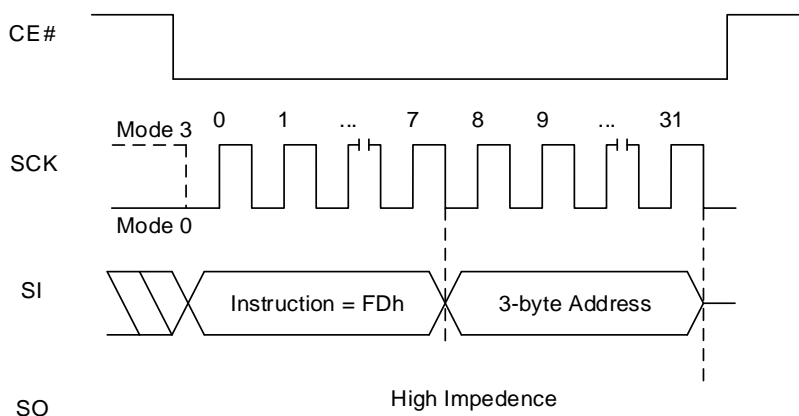 CE#
0 1 ... 7 8 9 ... 31
Mode 3
SCK
Mode 0
SI
Instruction = FDh
3-byte Address
High Impedence
SO